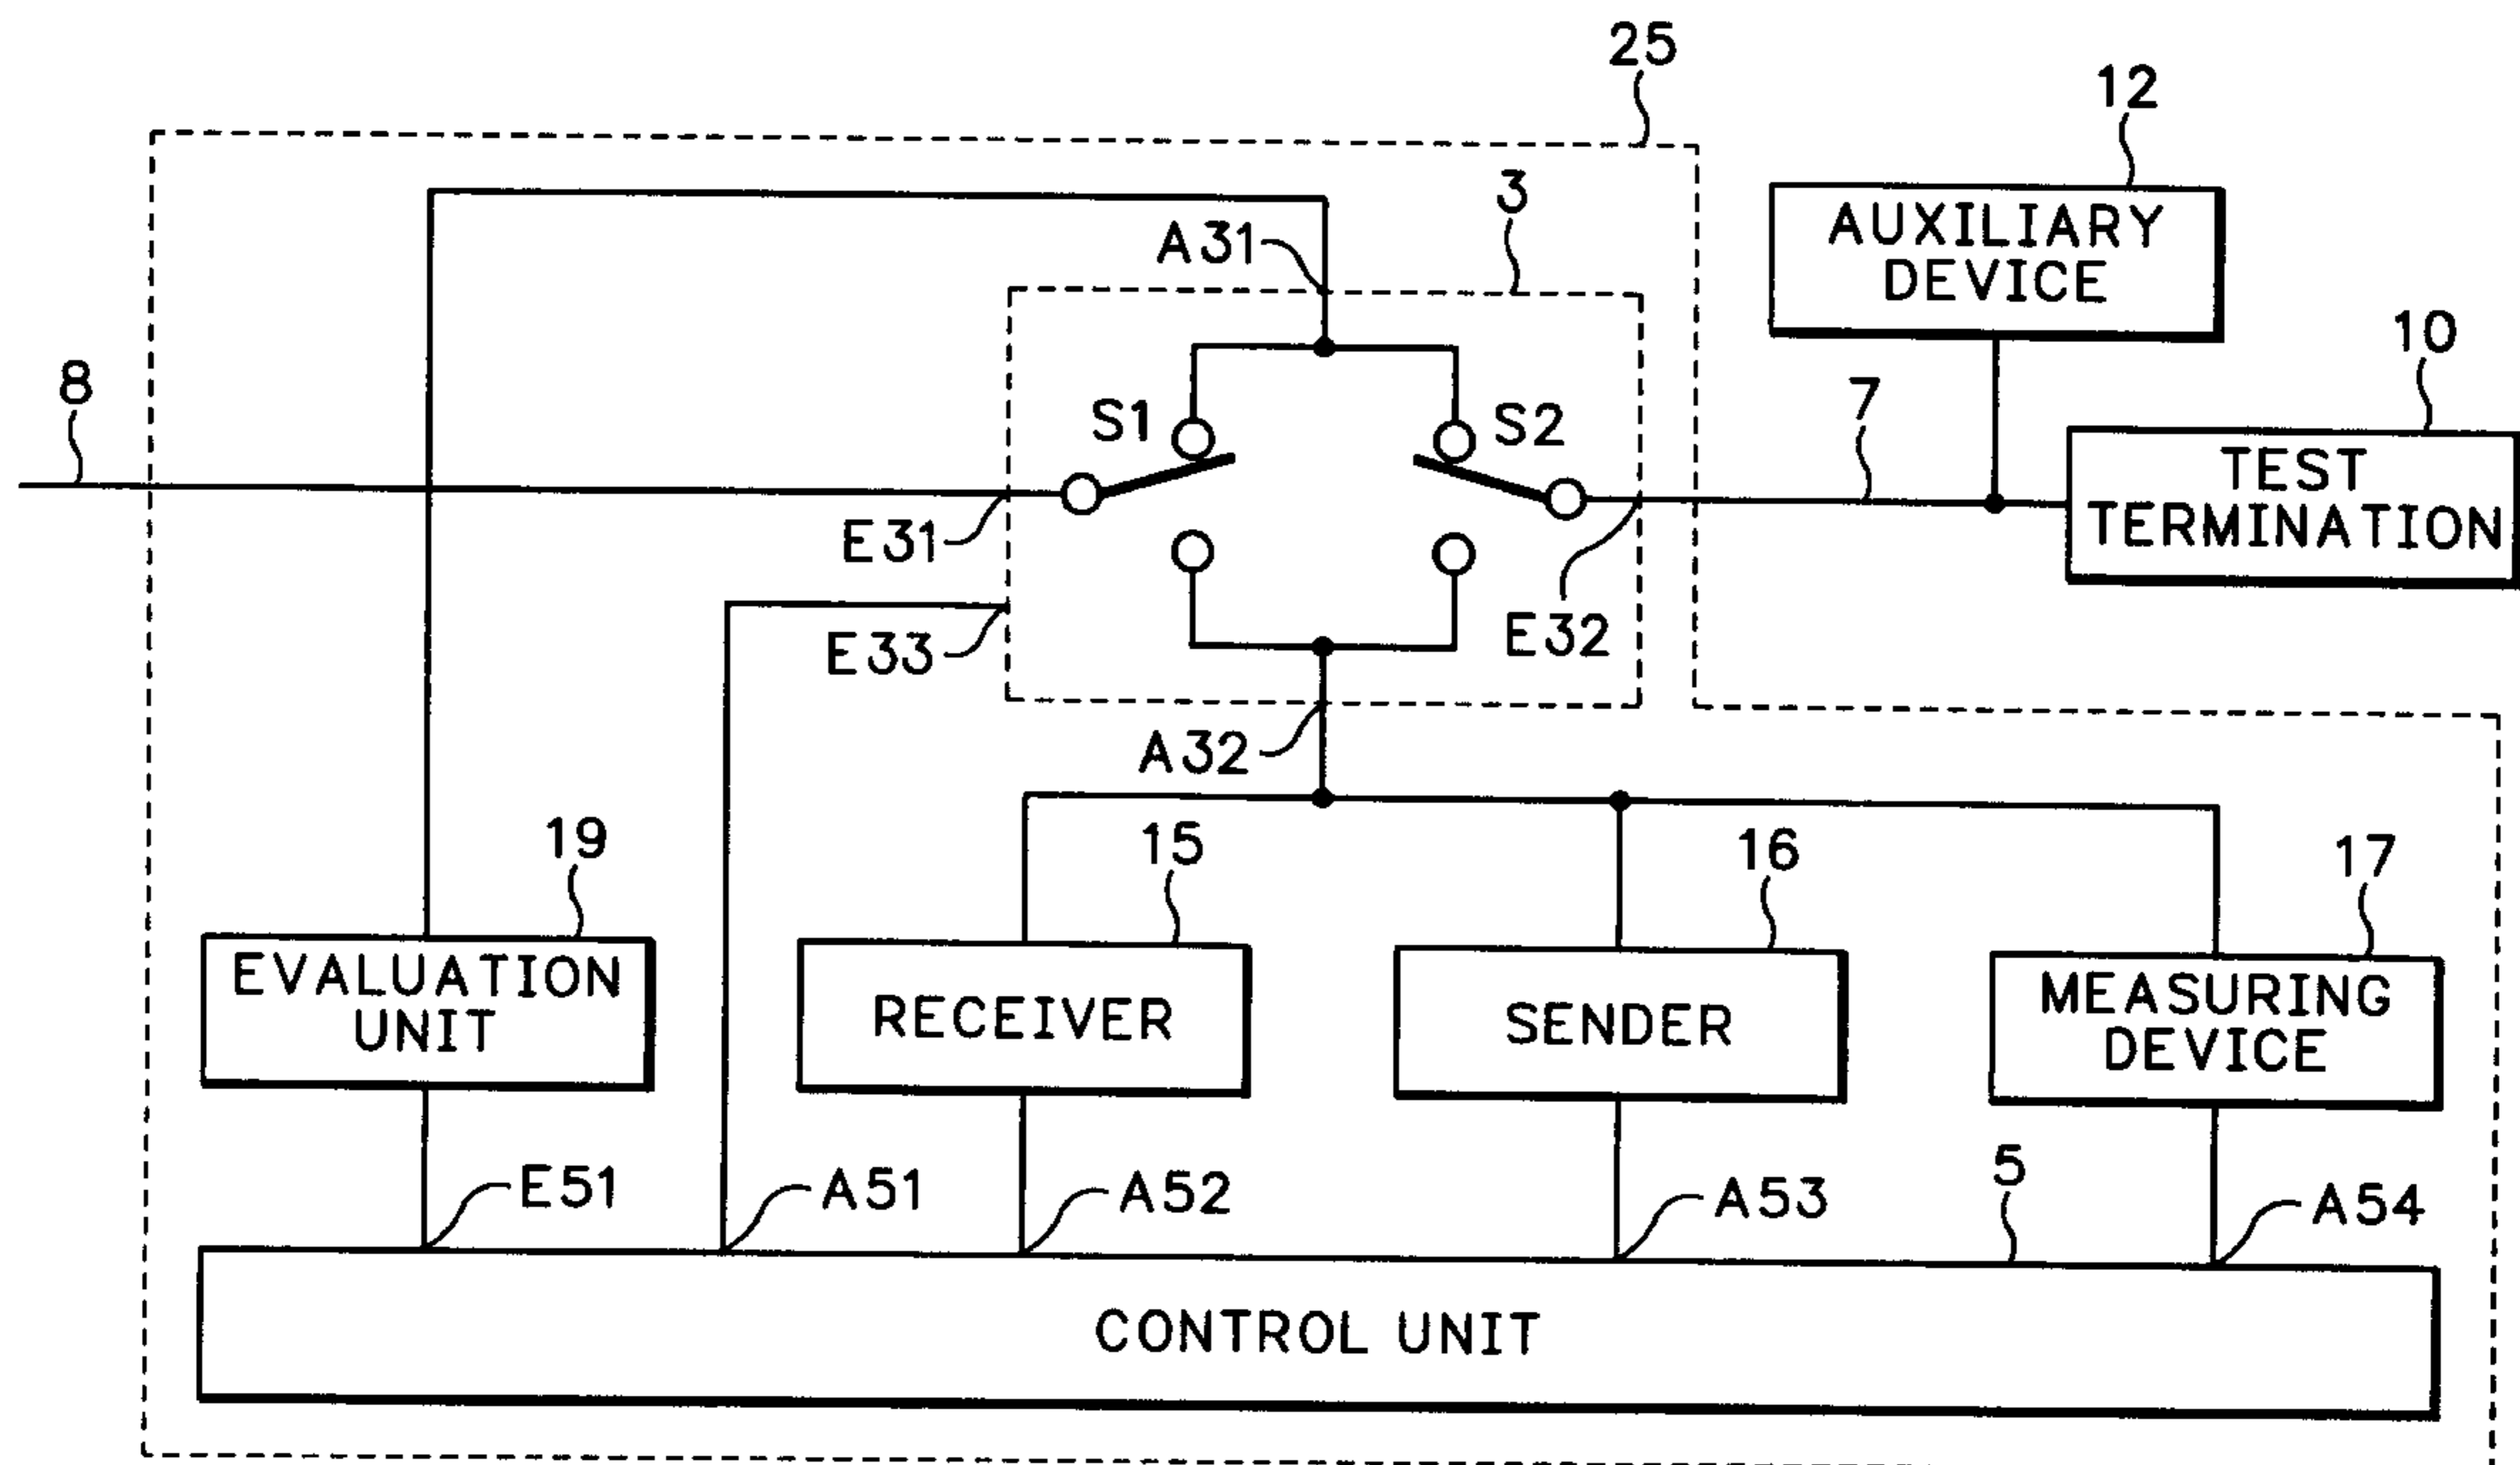 25
12
3
AUXILIARY
DEVICE
A31
10
8
7
S1
S2
TEST
TERMINATION
E31
E33
E32
A32
19
15
16
17
EVALUATION
UNIT
RECEIVER
SENDER
MEASURING
DEVICE
E51
A51
A52
A53
5
A54
CONTROL UNIT